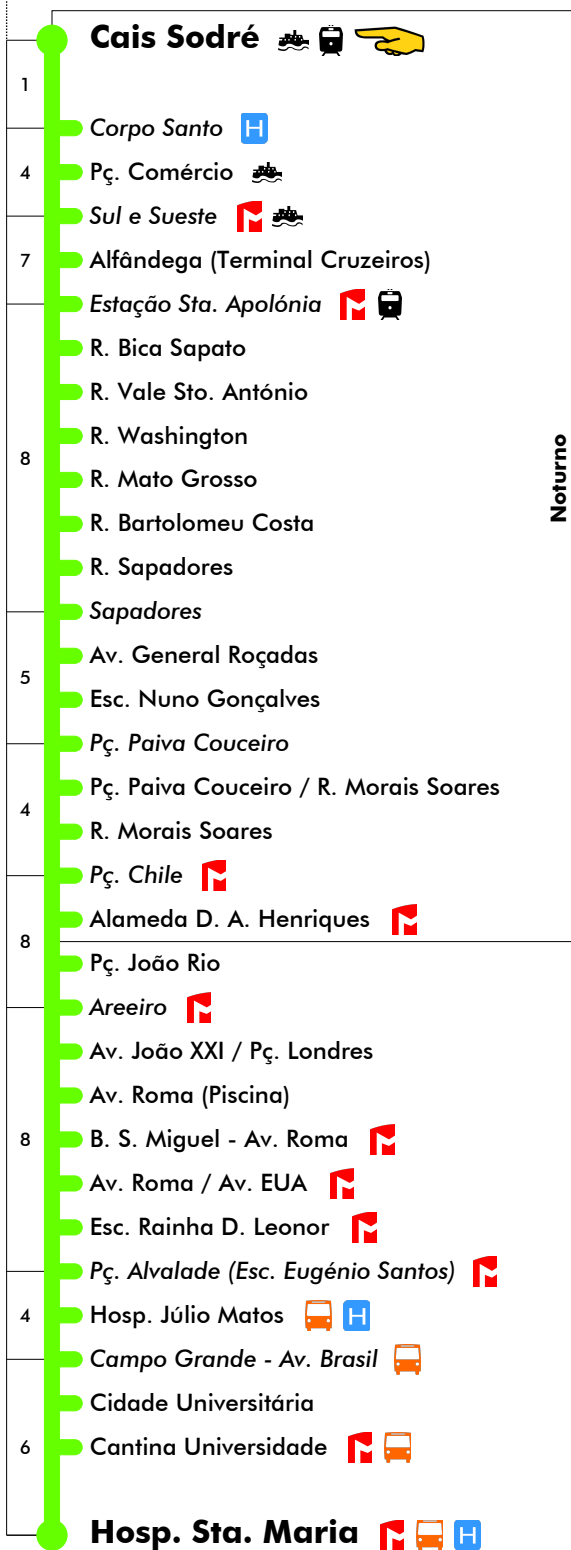 Cais Sodré
1
Corpo Santo H
4 Pç. Comércio
Sul e Sueste
7 Alfândega (Terminal Cruzeiros)
Estação Sta. Apolónia
R. Bica Sapato
R. Vale Sto. António
R. Washington
8
R. Mato Grosso
R. Bartolomeu Costa
R. Sapadores
Sapadores
Av. General Roçadas
5
Esc. Nuno Gonçalves
Pç. Paiva Couceiro
Pç. Paiva Couceiro / R. Morais Soares
4
R. Morais Soares
Pç. Chile
Alameda D. A. Henriques
8
Pç. João Rio
Areeiro
Av. João XXI / Pç. Londres
Av. Roma (Piscina)
8 B. S. Miguel - Av. Roma
Av. Roma / Av. EUA
Esc. Rainha D. Leonor
Pç. Alvalade (Esc. Eugénio Santos)
4 Hosp. Júlio Matos H
Campo Grande - Av. Brasil
Cidade Universitária
6 Cantina Universidade
Hosp. Sta. Maria H
Noturno